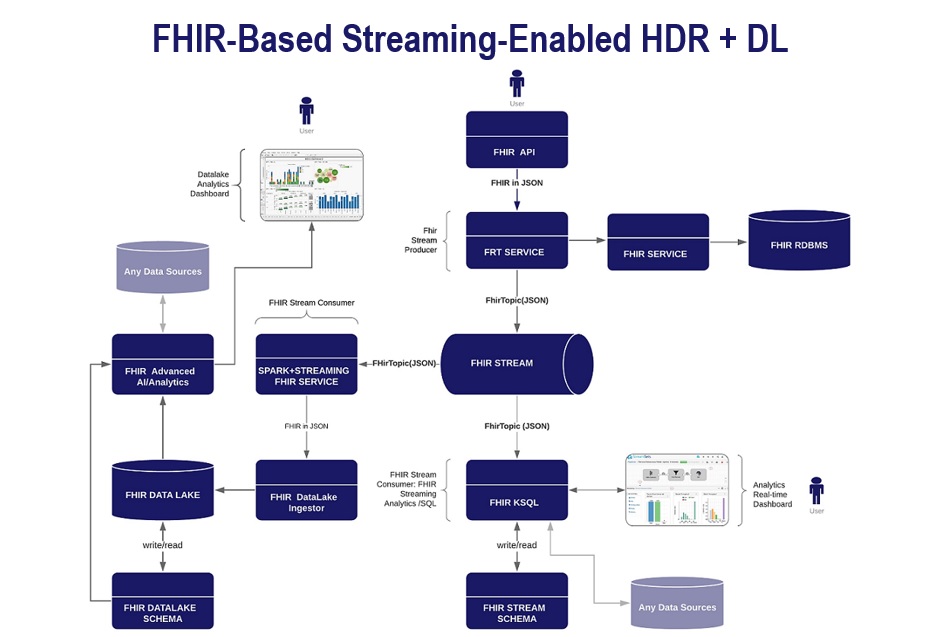 FHIR-Based Streaming-Enabled HDR + DL
User
User
FHIR API
FHIR in JSON
Datalake
Analytics
Dashboard
Fhir
Stream
Producer
FRT SERVICE
FHIR SERVICE
FHIR RDBMS
Any Data Sources
FhirTopic(JSON)
FHIR Stream Consumer
FHIR Advanced
AI/Analytics
SPARK+STREAMING
FHIR SERVICE
FHirTopic(JSON)
FHIR STREAM
FHIR in JSON
FhirTopic (JSON)
FHIR DATA LAKE
FHIR DataLake
Ingestor
FHIR Stream
Consumer: FHIR
Streaming
Analytics /SQL
FHIR KSQL
Analytics
Real-time
Dashboard
User
write/read
write/read
FHIR DATALAKE
SCHEMA
FHIR STREAM
SCHEMA
Any Data Sources